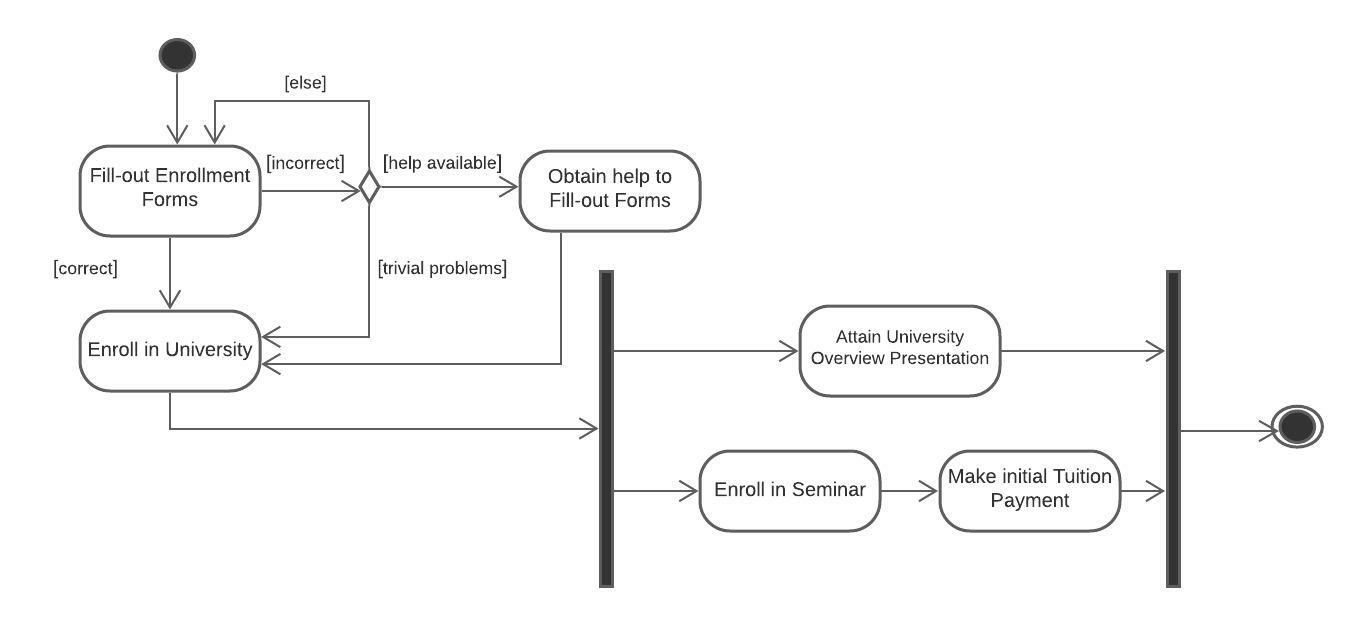 [else]
[incorrect]
[help available]
Fill-out Enrollment
Forms
Obtain help to
Fill-out Forms
[correct]
[trivial problems]
Enroll in University
Attain University
Overview Presentation
Enroll in Seminar
Make initial Tuition
Payment